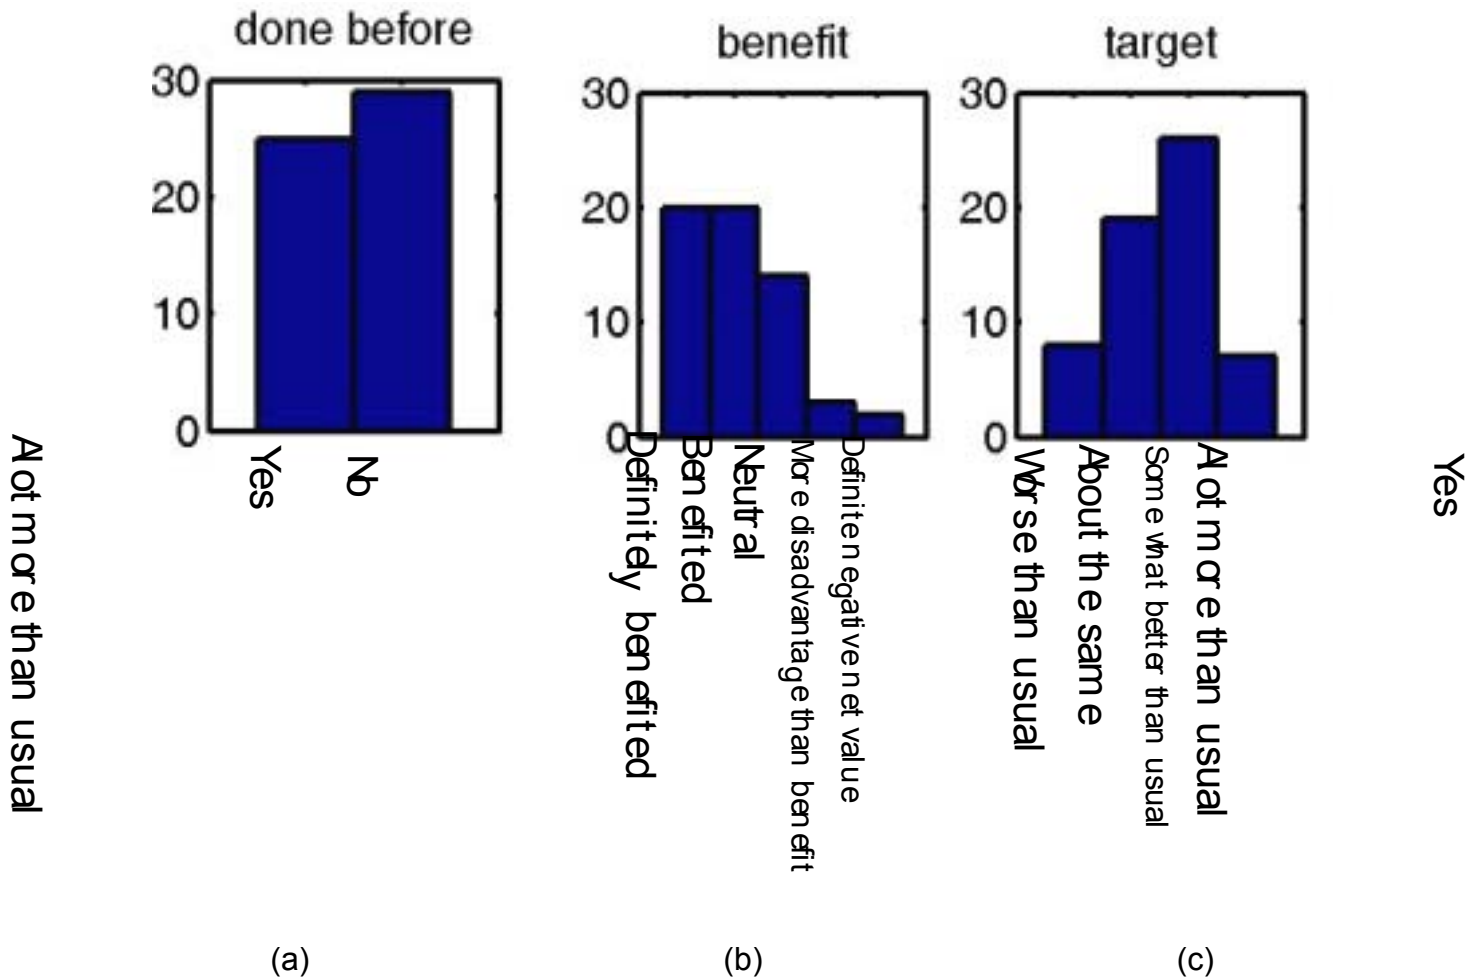 done before
benefit
target
30
20
10
0
Yes
No
30
20
10
0
Definitely benefited
Benefited
Neutral
More disadvantage than benefit
Definite negative net value
30
20
10
0
Worse than usual
About the same
Somewhat better than usual
A lot more than usual
A lot more than usual
Yes
(a)
(b)
(c)